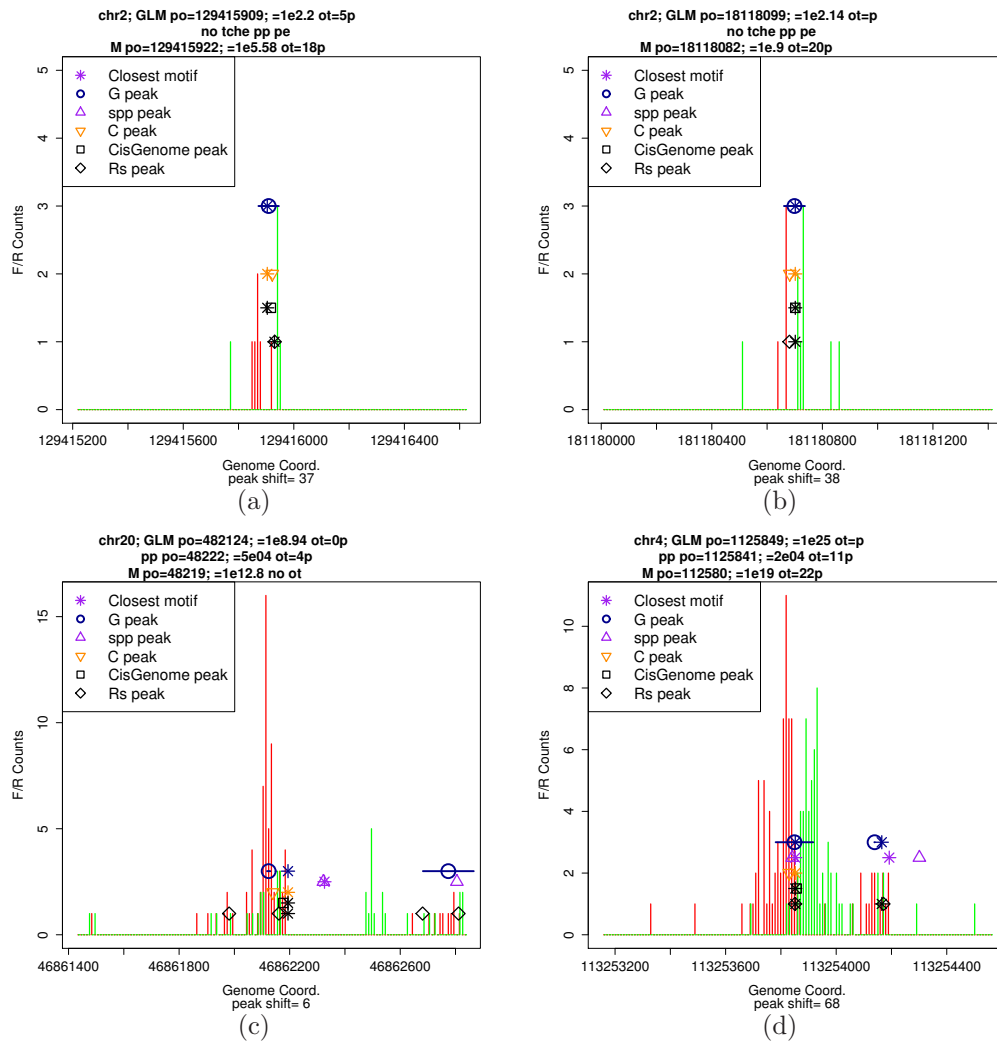 chr2; GLM po=129415909; =1e2.2 ot=5p
no tche pp pe
M po=129415922; =1e5.58 ot=18p
Closest motif
G peak
spp peak
C peak
CisGenome peak
Rs peak
F/R Counts
0
1
2
3
4
5
129415200
129415600
129416000
129416400
Genome Coord.
peak shift= 37
(a)
chr2; GLM po=18118099; =1e2.14 ot=p
no tche pp pe
M po=18118082; =1e.9 ot=20p
Closest motif
G peak
spp peak
C peak
CisGenome peak
Rs peak
F/R Counts
0
1
2
3
4
5
181180000
181180400
181180800
181181200
Genome Coord.
peak shift= 38
(b)
chr20; GLM po=482124; =1e8.94 ot=0p
pp po=48222; =5e04 ot=4p
M po=48219; =1e12.8 no ot
Closest motif
G peak
spp peak
C peak
CisGenome peak
Rs peak
F/R Counts
0
5
10
15
46861400
46861800
46862200
46862600
Genome Coord.
peak shift= 6
(c)
chr4; GLM po=1125849; =1e25 ot=p
pp po=1125841; =2e04 ot=11p
M po=112580; =1e19 ot=22p
Closest motif
G peak
spp peak
C peak
CisGenome peak
Rs peak
F/R Counts
0
2
4
6
8
10
113253200
113253600
113254000
113254400
Genome Coord.
peak shift= 68
(d)